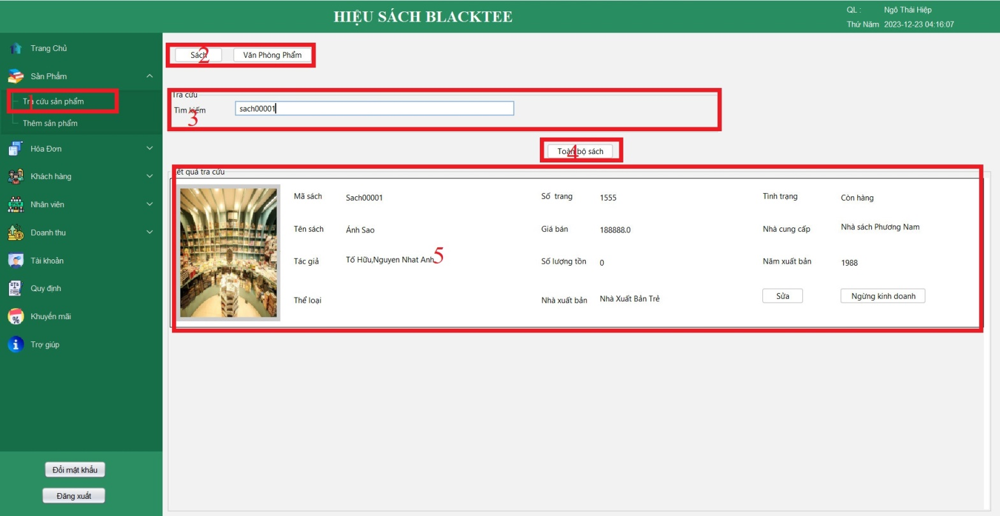 HIỆU SÁCH BLACKTEE
QL : Ngô Thái Hiệp
Thứ Năm 2023-12-23 04:16:07
Trang Chủ
Sản Phẩm
Tra cứu sản phẩm
1
Thêm sản phẩm
Hóa Đơn
Khách hàng
Nhân viên
Doanh thu
Tài khoản
Quy định
Khuyến mãi
Trợ giúp
Đổi mật khẩu
Đăng xuất
Sách
2
Văn Phòng Phẩm
Tra cứu
Tìm kiếm sach00001
3
Toàn bộ sách
4
Kết quả tra cứu
Mã sách Sach00001 Số trang 1555 Tình trạng Còn hàng
Tên sách Ánh Sao Giá bán 188888.0 Nhà cung cấp Nhà sách Phương Nam
Tác giả Tố Hữu,Nguyen Nhat Anh, Số lượng tồn 0 Năm xuất bản 1988
5
Thể loại Nhà xuất bản Nhà Xuất Bản Trẻ Sửa Ngừng kinh doanh